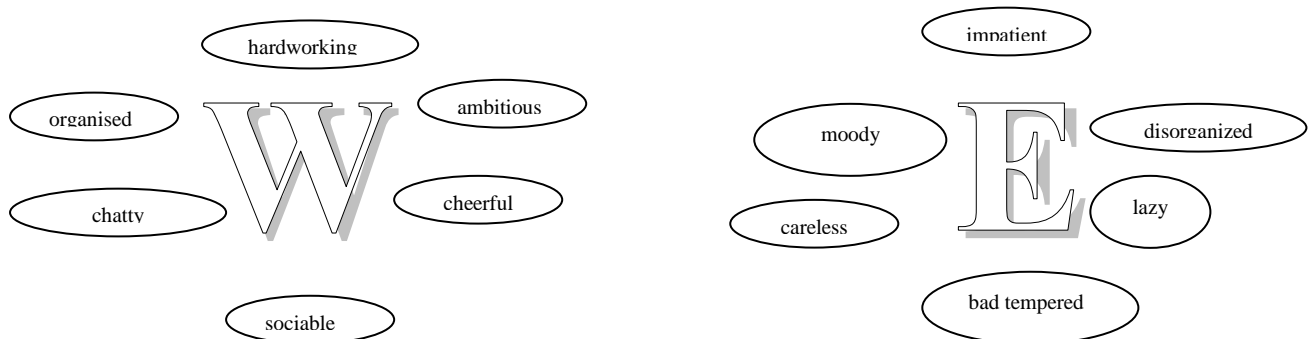 hardworking
impatient
organised
W
ambitious
moody
E
disorganized
chatty
cheerful
careless
lazy
sociable
bad tempered